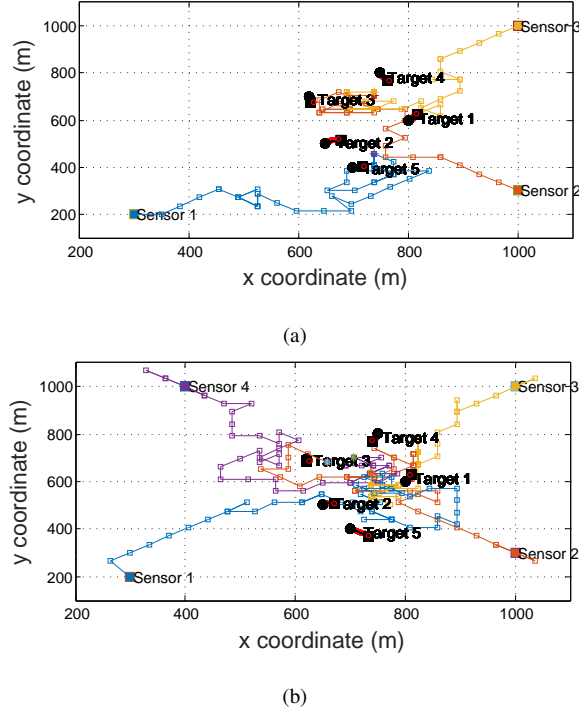 1000
800
600
400
200
y coordinate (m)
Sensor 3
Target 4
Target 3
Target 1
Target 2
Target 5
Sensor 2
Sensor 1
200 400 600 800 1000
x coordinate (m)
(a)
1000
800
600
400
200
y coordinate (m)
Sensor 4
Sensor 3
Target 4
Target 3
Target 1
Target 2
Target 5
Sensor 2
Sensor 1
200 400 600 800 1000
x coordinate (m)
(b)